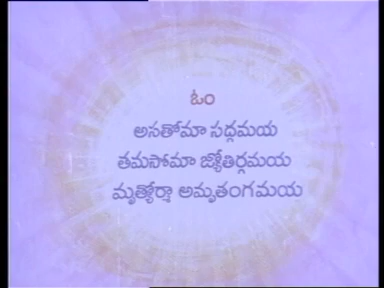 ఓం
అసతోమా సద్గమయ
తమసోమా జ్యోతిర్గమయ
మృత్యోర్మా అమృతంగమయ